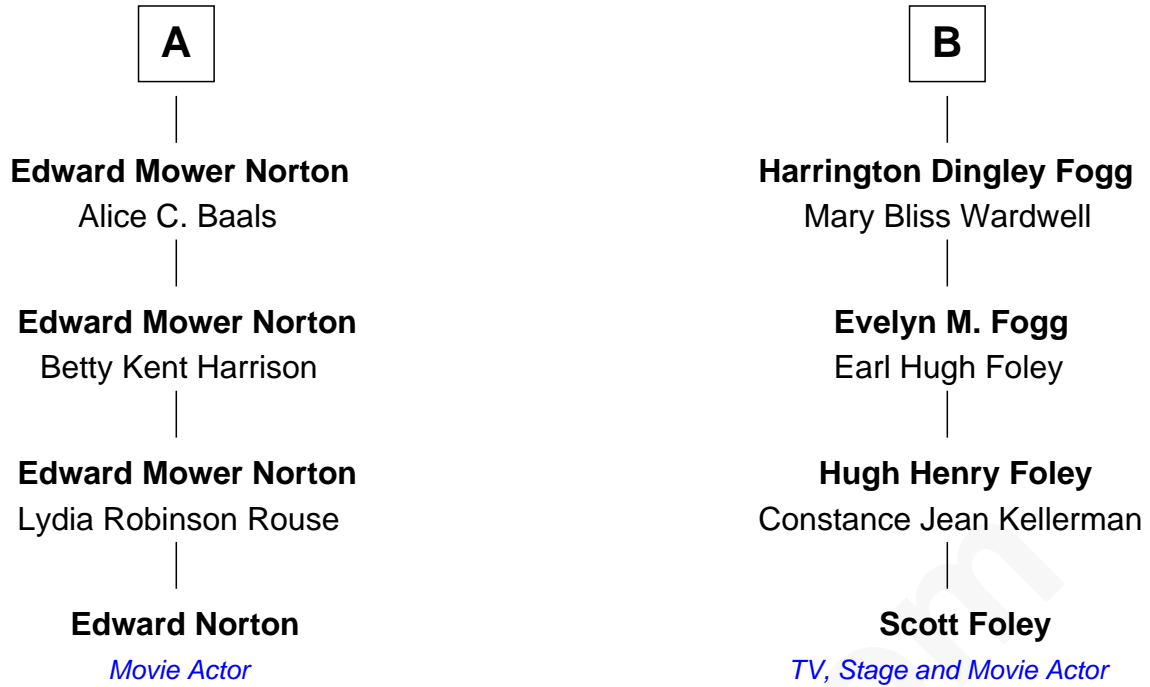 A
Edward Mower Norton
Alice C. Baals
Edward Mower Norton
Betty Kent Harrison
Edward Mower Norton
Lydia Robinson Rouse
Edward Norton
Movie Actor
B
Harrington Dingley Fogg
Mary Bliss Wardwell
Evelyn M. Fogg
Earl Hugh Foley
Hugh Henry Foley
Constance Jean Kellerman
Scott Foley
TV, Stage and Movie Actor
om